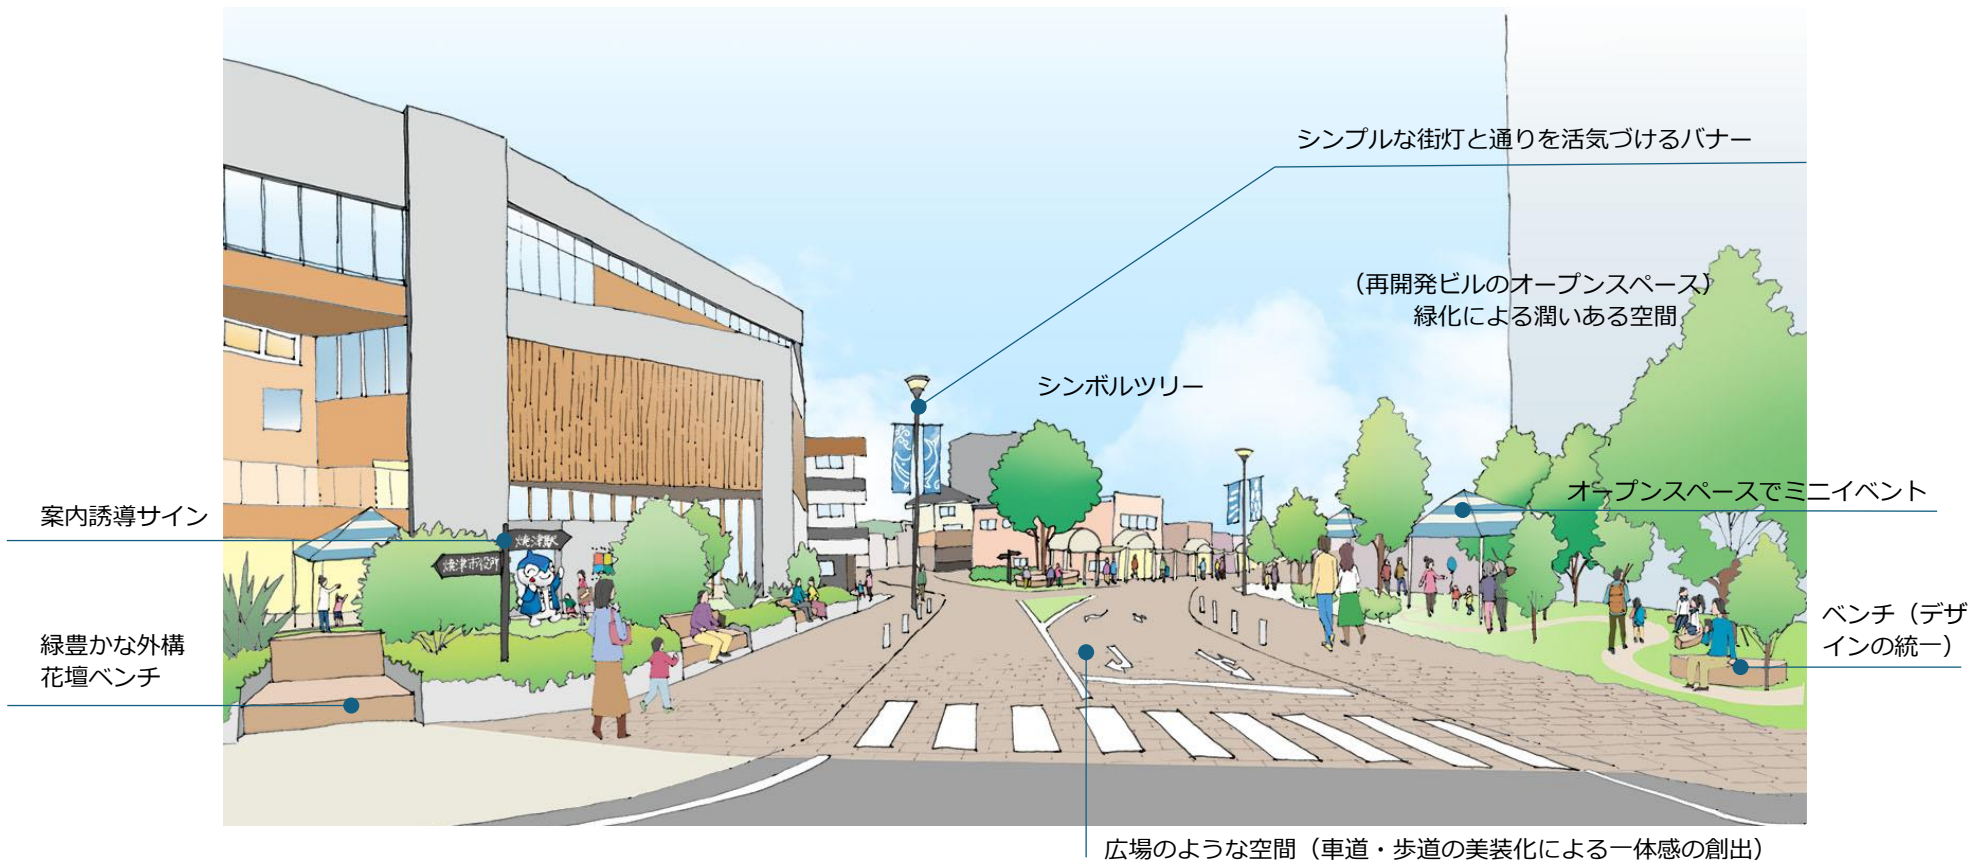 シンプルな街灯と通りを活気づけるバナー
（再開発ビルのオープンスペース）
緑化による潤いある空間
シンボルツリー
オープンスペースでミニイベント
案内誘導サイン
焼津駅
焼津市役所
緑豊かな外構
花壇ベンチ
ベンチ（デザ
インの統一）
広場のような空間（車道・歩道の美装化による一体感の創出）